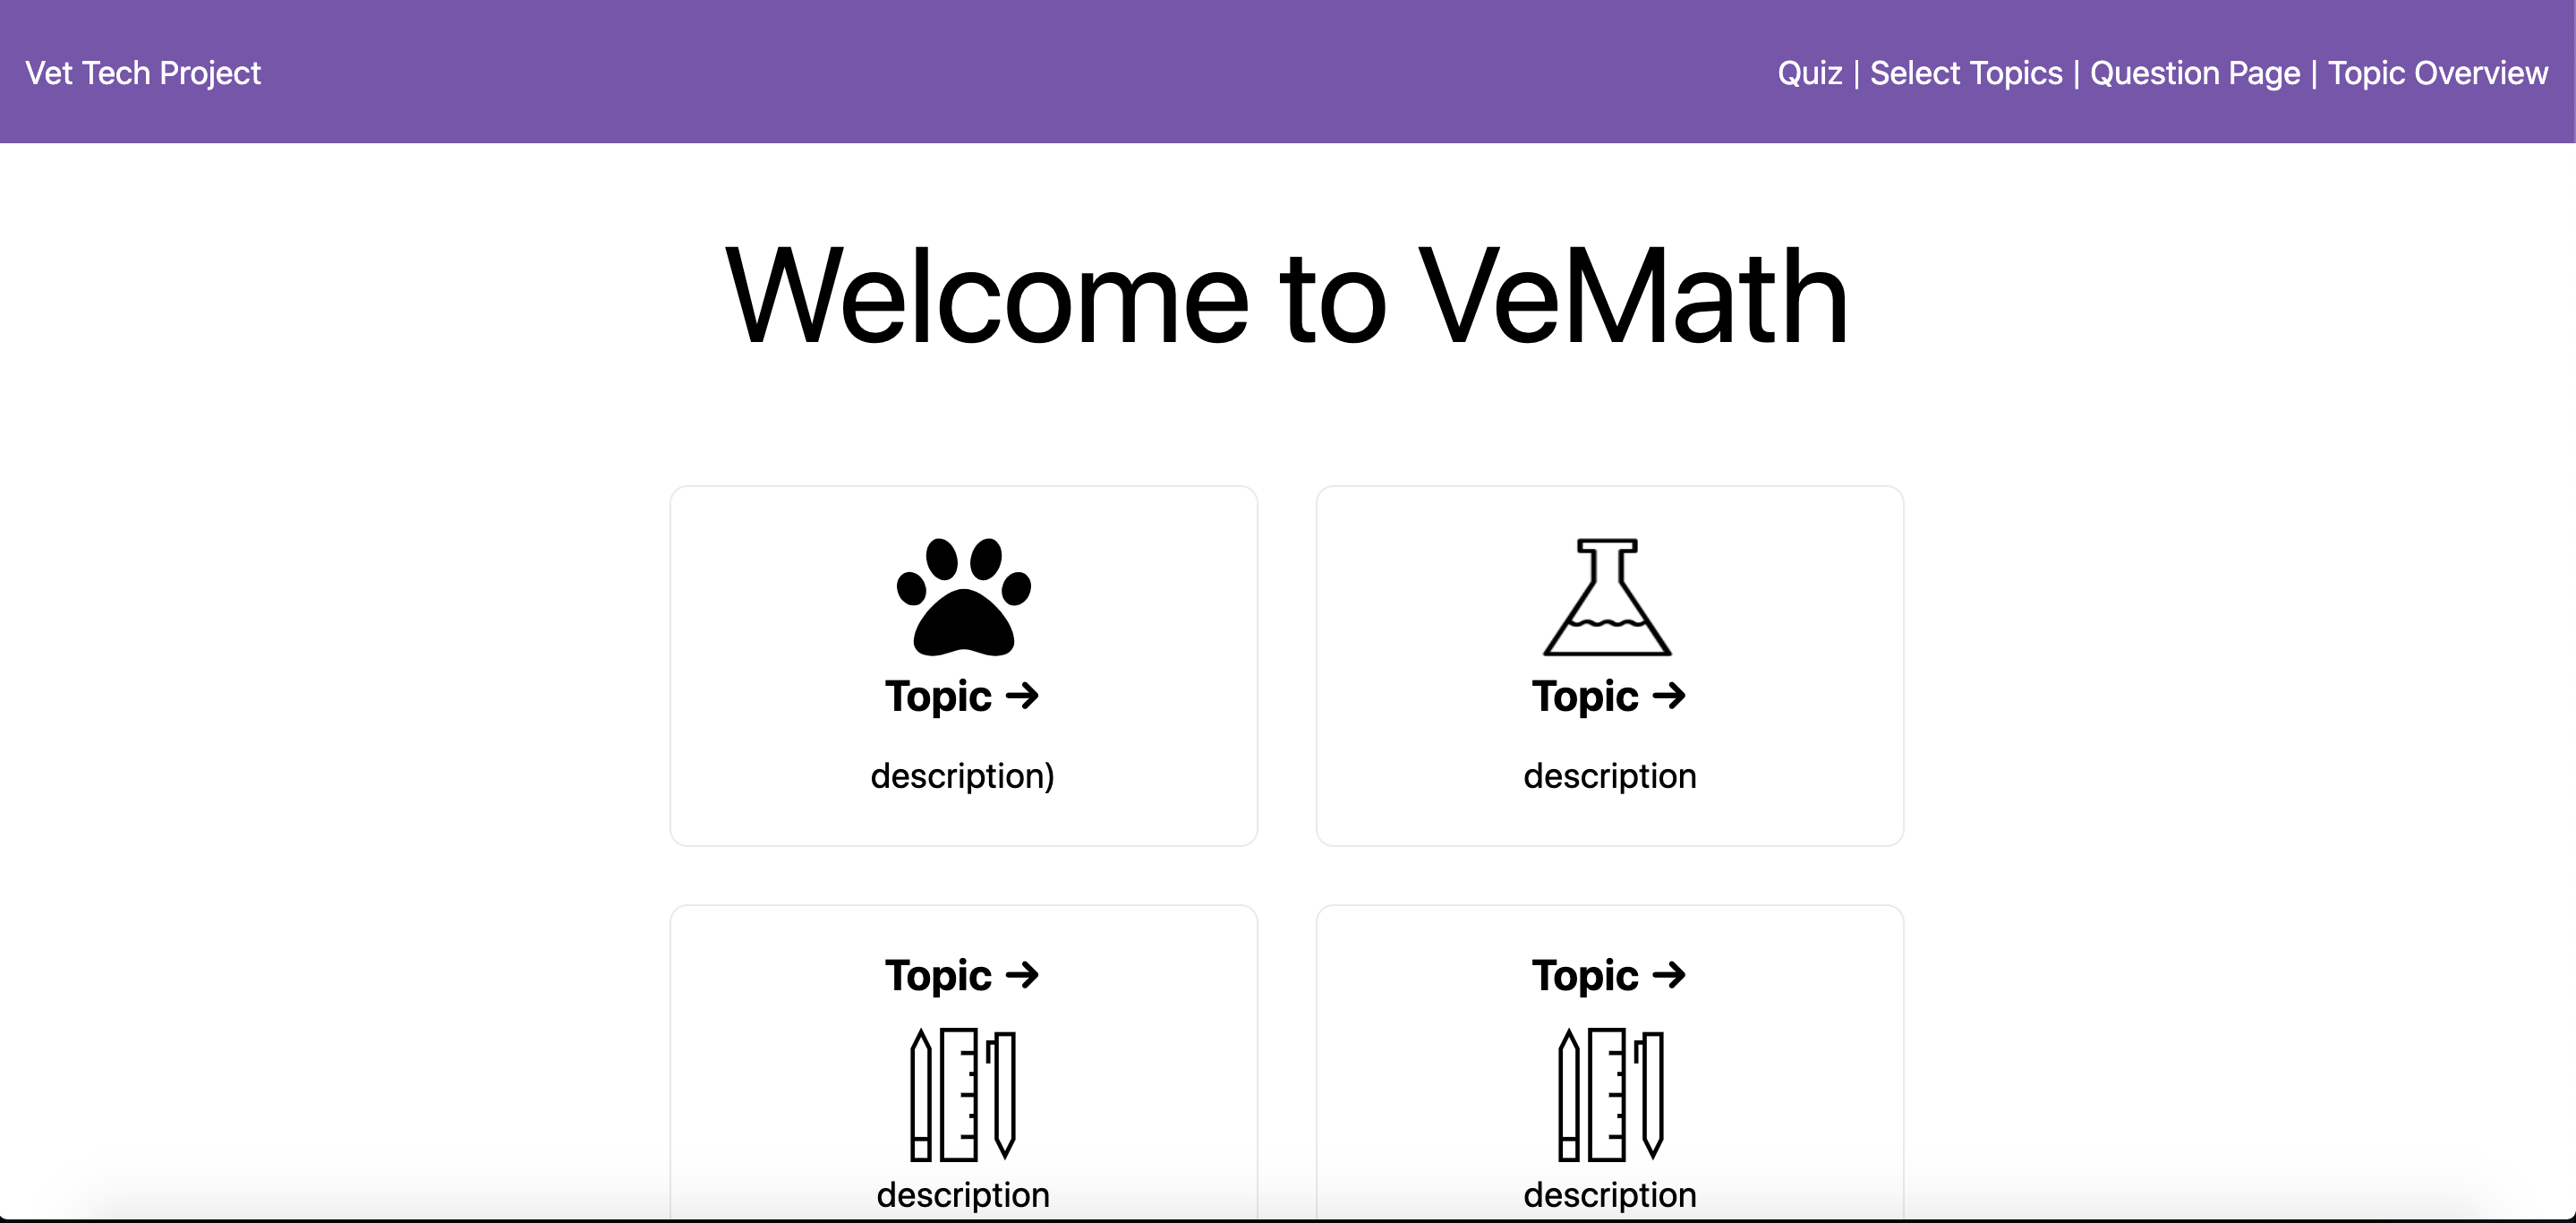 Vet Tech Project
Quiz | Select Topics | Question Page | Topic Overview
Welcome to VeMath
Topic →
description)
Topic →
description
Topic →
description
Topic →
description